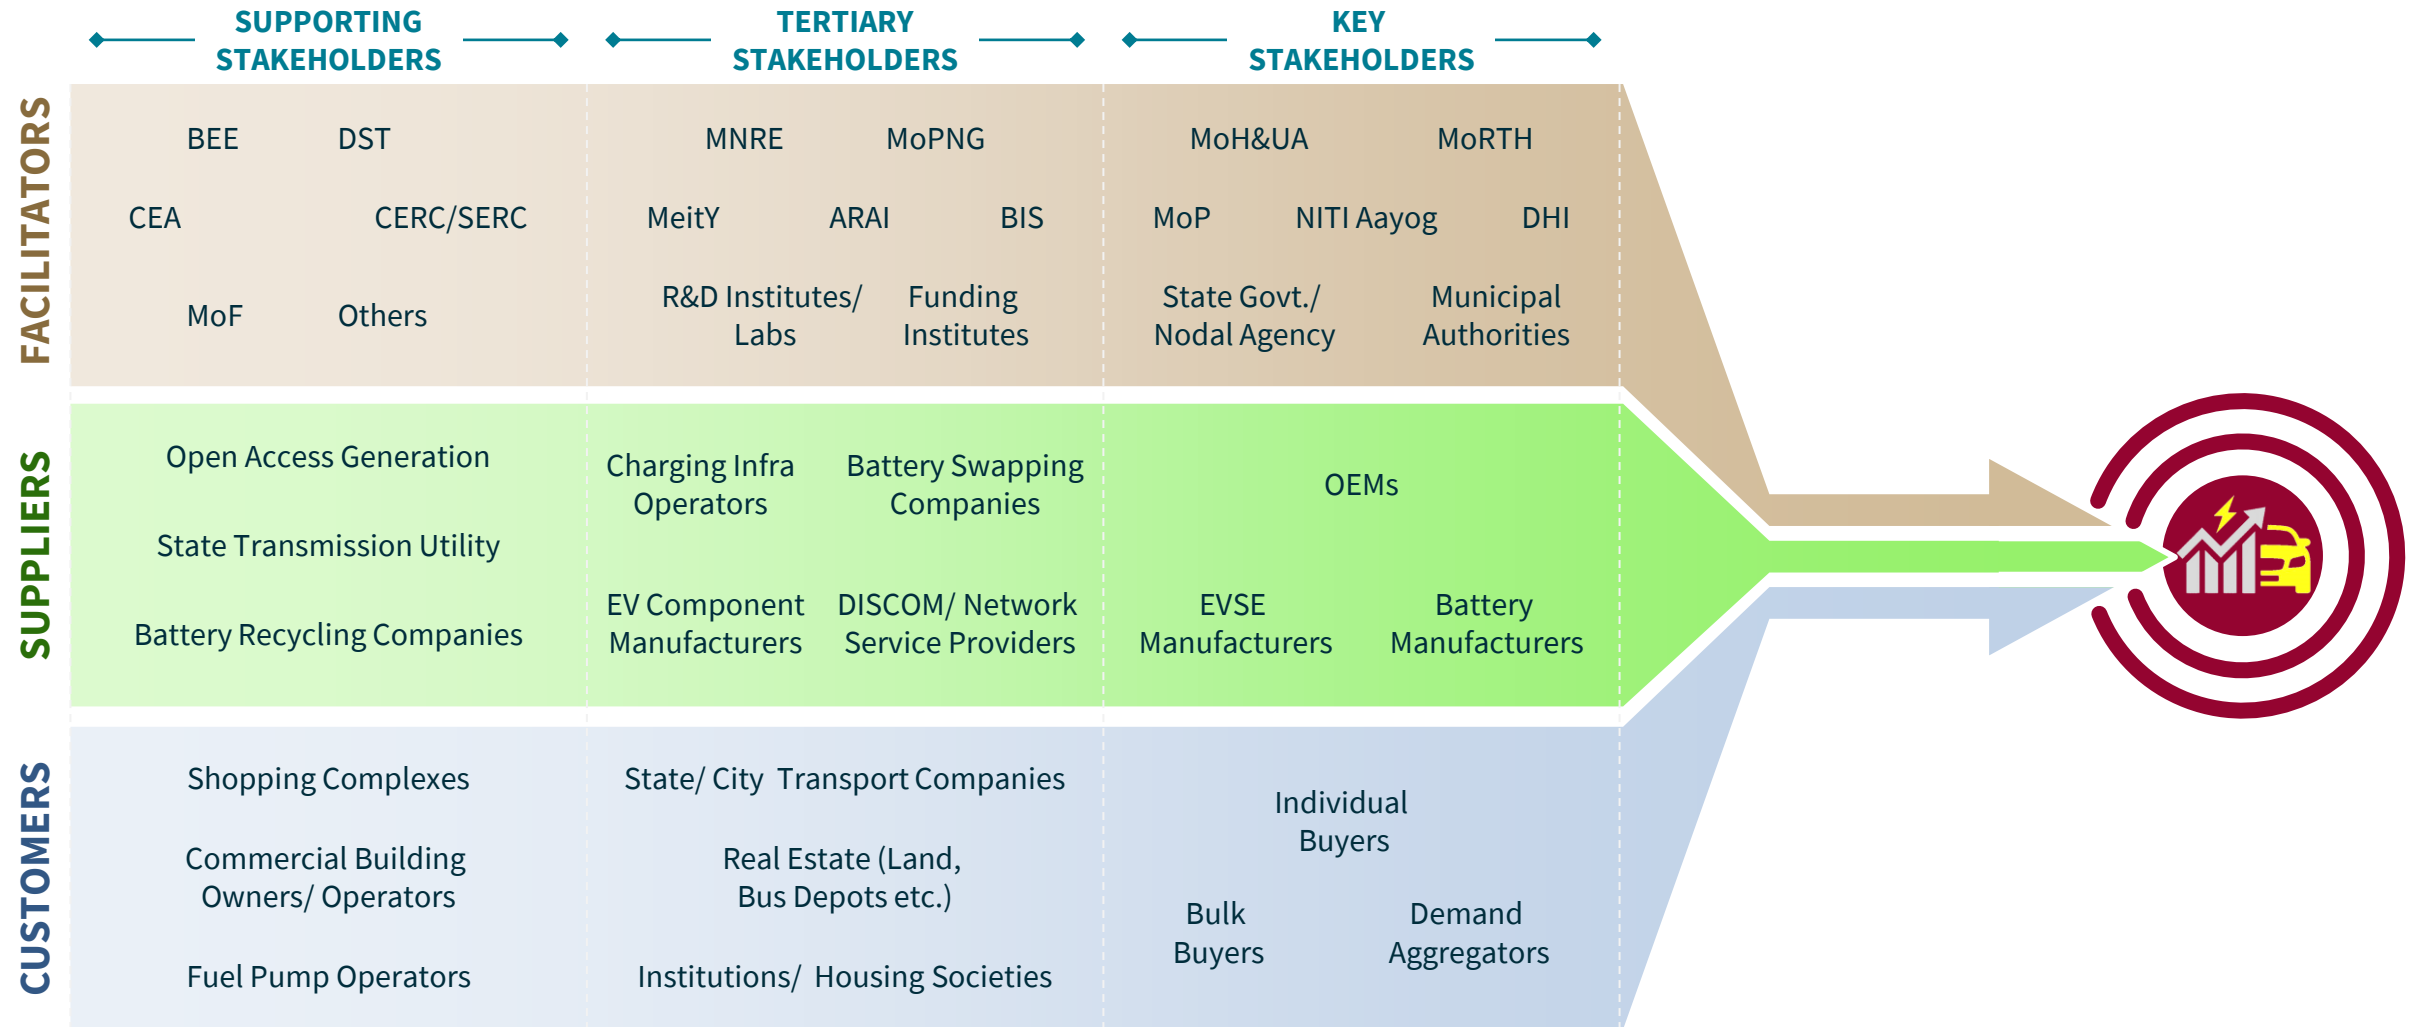 SUPPORTING
STAKEHOLDERS
TERTIARY
STAKEHOLDERS
KEY
STAKEHOLDERS
FACILITATORS
BEE DST
CEA CERC/SERC
MoF Others
MNRE MoPNG
MeitY ARAI BIS
R&D Institutes/
Labs
Funding
Institutes
MoH&UA MoRTH
MoP NITI Aayog DHI
State Govt./
Nodal Agency
Municipal
Authorities
SUPPLIERS
Open Access Generation
State Transmission Utility
Battery Recycling Companies
Charging Infra
Operators
Battery Swapping
Companies
EV Component
Manufacturers
DISCOM/ Network
Service Providers
OEMs
EVSE
Manufacturers
Battery
Manufacturers
CUSTOMERS
Shopping Complexes
Commercial Building
Owners/ Operators
Fuel Pump Operators
State/ City Transport Companies
Real Estate (Land,
Bus Depots etc.)
Institutions/ Housing Societies
Individual
Buyers
Bulk
Buyers
Demand
Aggregators